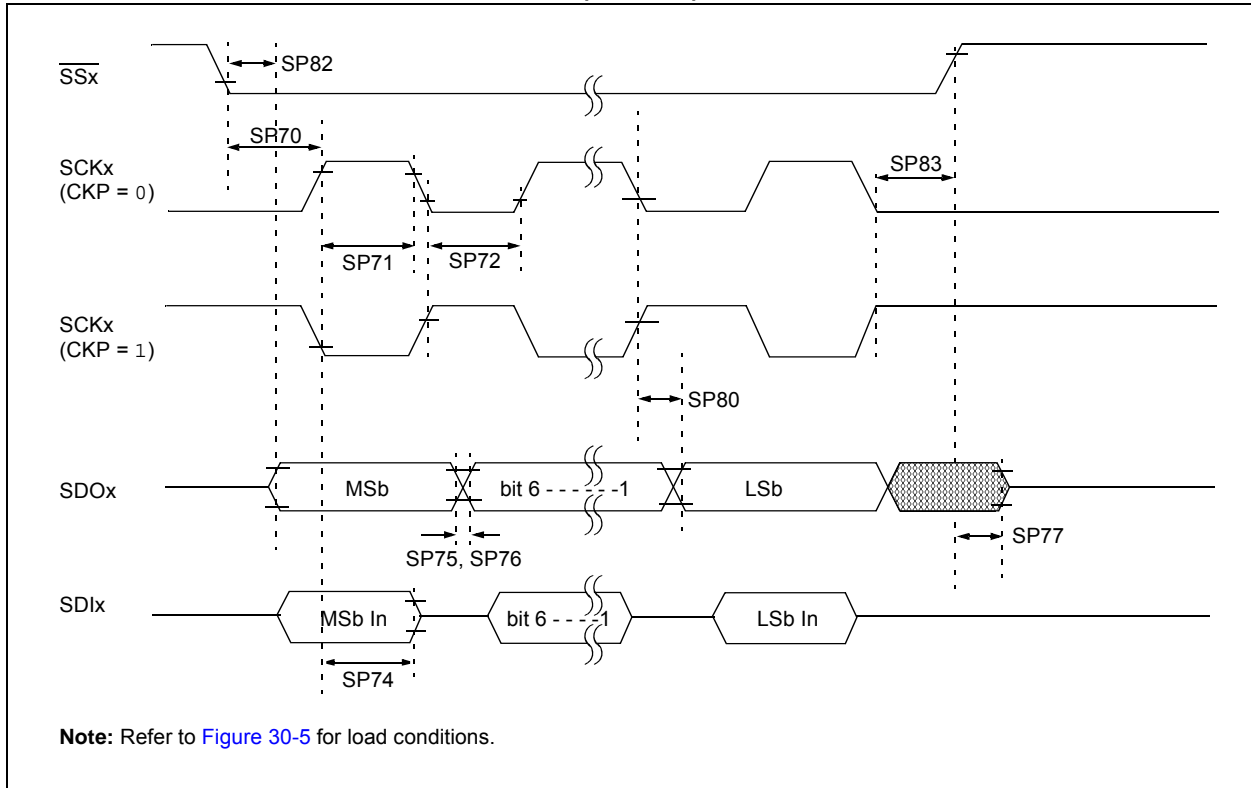 SSx
SP82
SP70
SCKx
(CKP = 0)
SP83
SP71
SP72
SCKx
(CKP = 1)
SP80
SDOx
MSb
bit 6 - - - - - -1
LSb
SP75, SP76
SP77
SDIx
MSb In
bit 6 - - - -1
LSb In
SP74
Note: Refer to Figure 30-5 for load conditions.